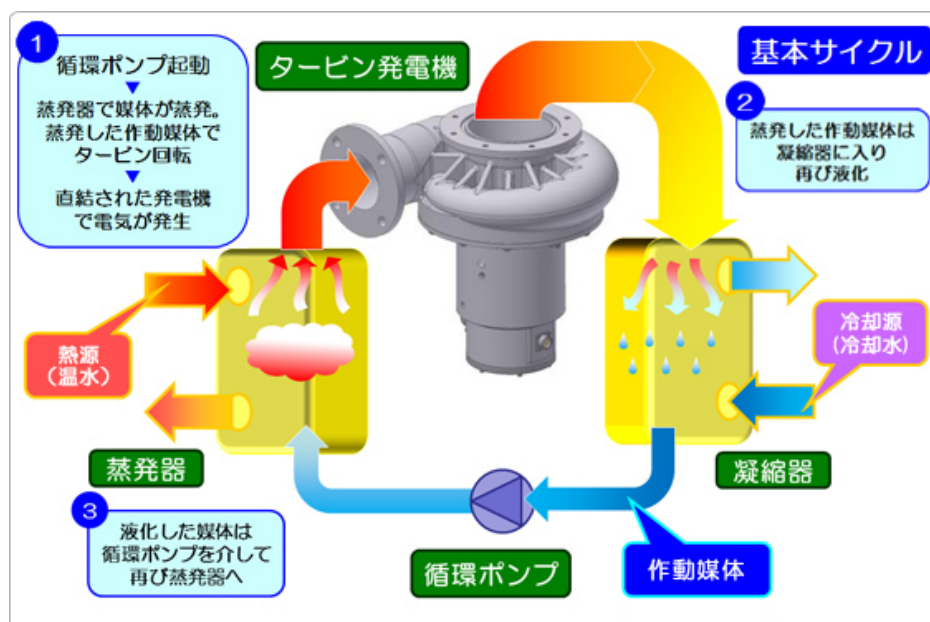 1
循環ポンプ起動
蒸発器で媒体が蒸発。
蒸発した作動媒体で
タービン回転
直結された発電機
で電気が発生
タービン発電機
基本サイクル
2
蒸発した作動媒体は
凝縮器に入り
再び液化
熱源
(温水)
冷却源
(冷却水)
蒸発器
凝縮器
3
液化した媒体は
循環ポンプを介して
再び蒸発器へ
循環ポンプ
作動媒体